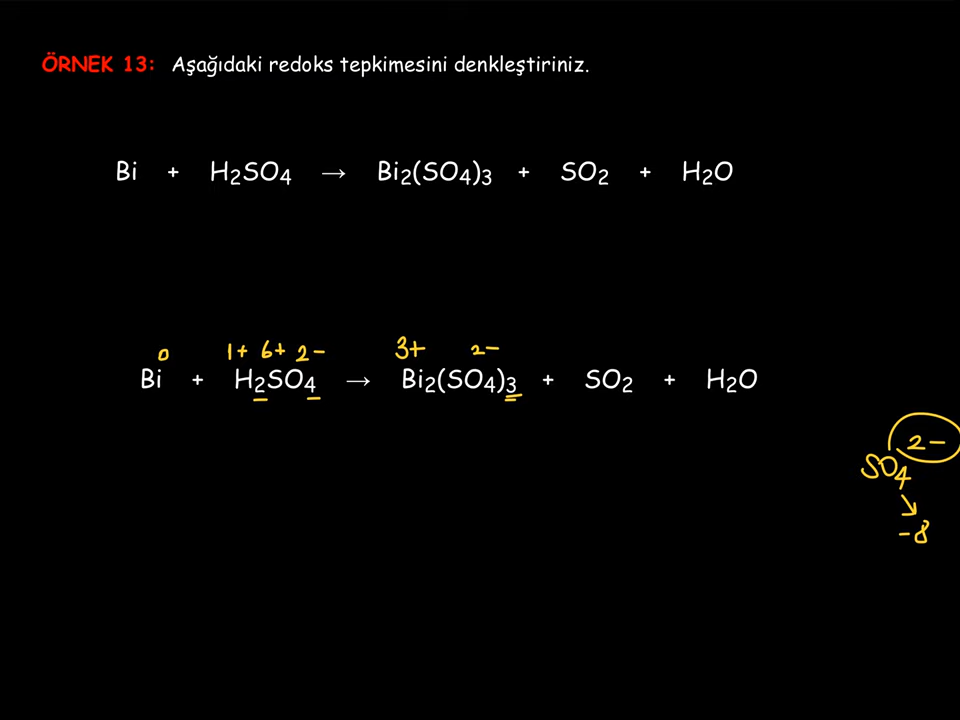 ÖRNEK 13: Aşağıdaki redoks tepkimesini denkleştiriniz.
Bi + H₂SO₄ → Bi₂(SO₄)₃ + SO₂ + H₂O
0 1+ 6+ 2- 3+ 2-
Bi + H₂SO₄ → Bi₂(SO₄)₃ + SO₂ + H₂O
2-
SO₄
↘
-8